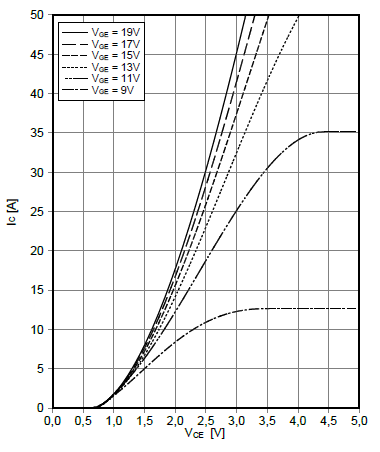 50
45
40
35
30
25
20
15
10
5
0
IC [A]
VGE = 19V
VGE = 17V
VGE = 15V
VGE = 13V
VGE = 11V
VGE = 9V
0,0 0,5 1,0 1,5 2,0 2,5 3,0 3,5 4,0 4,5 5,0
VCE [V]